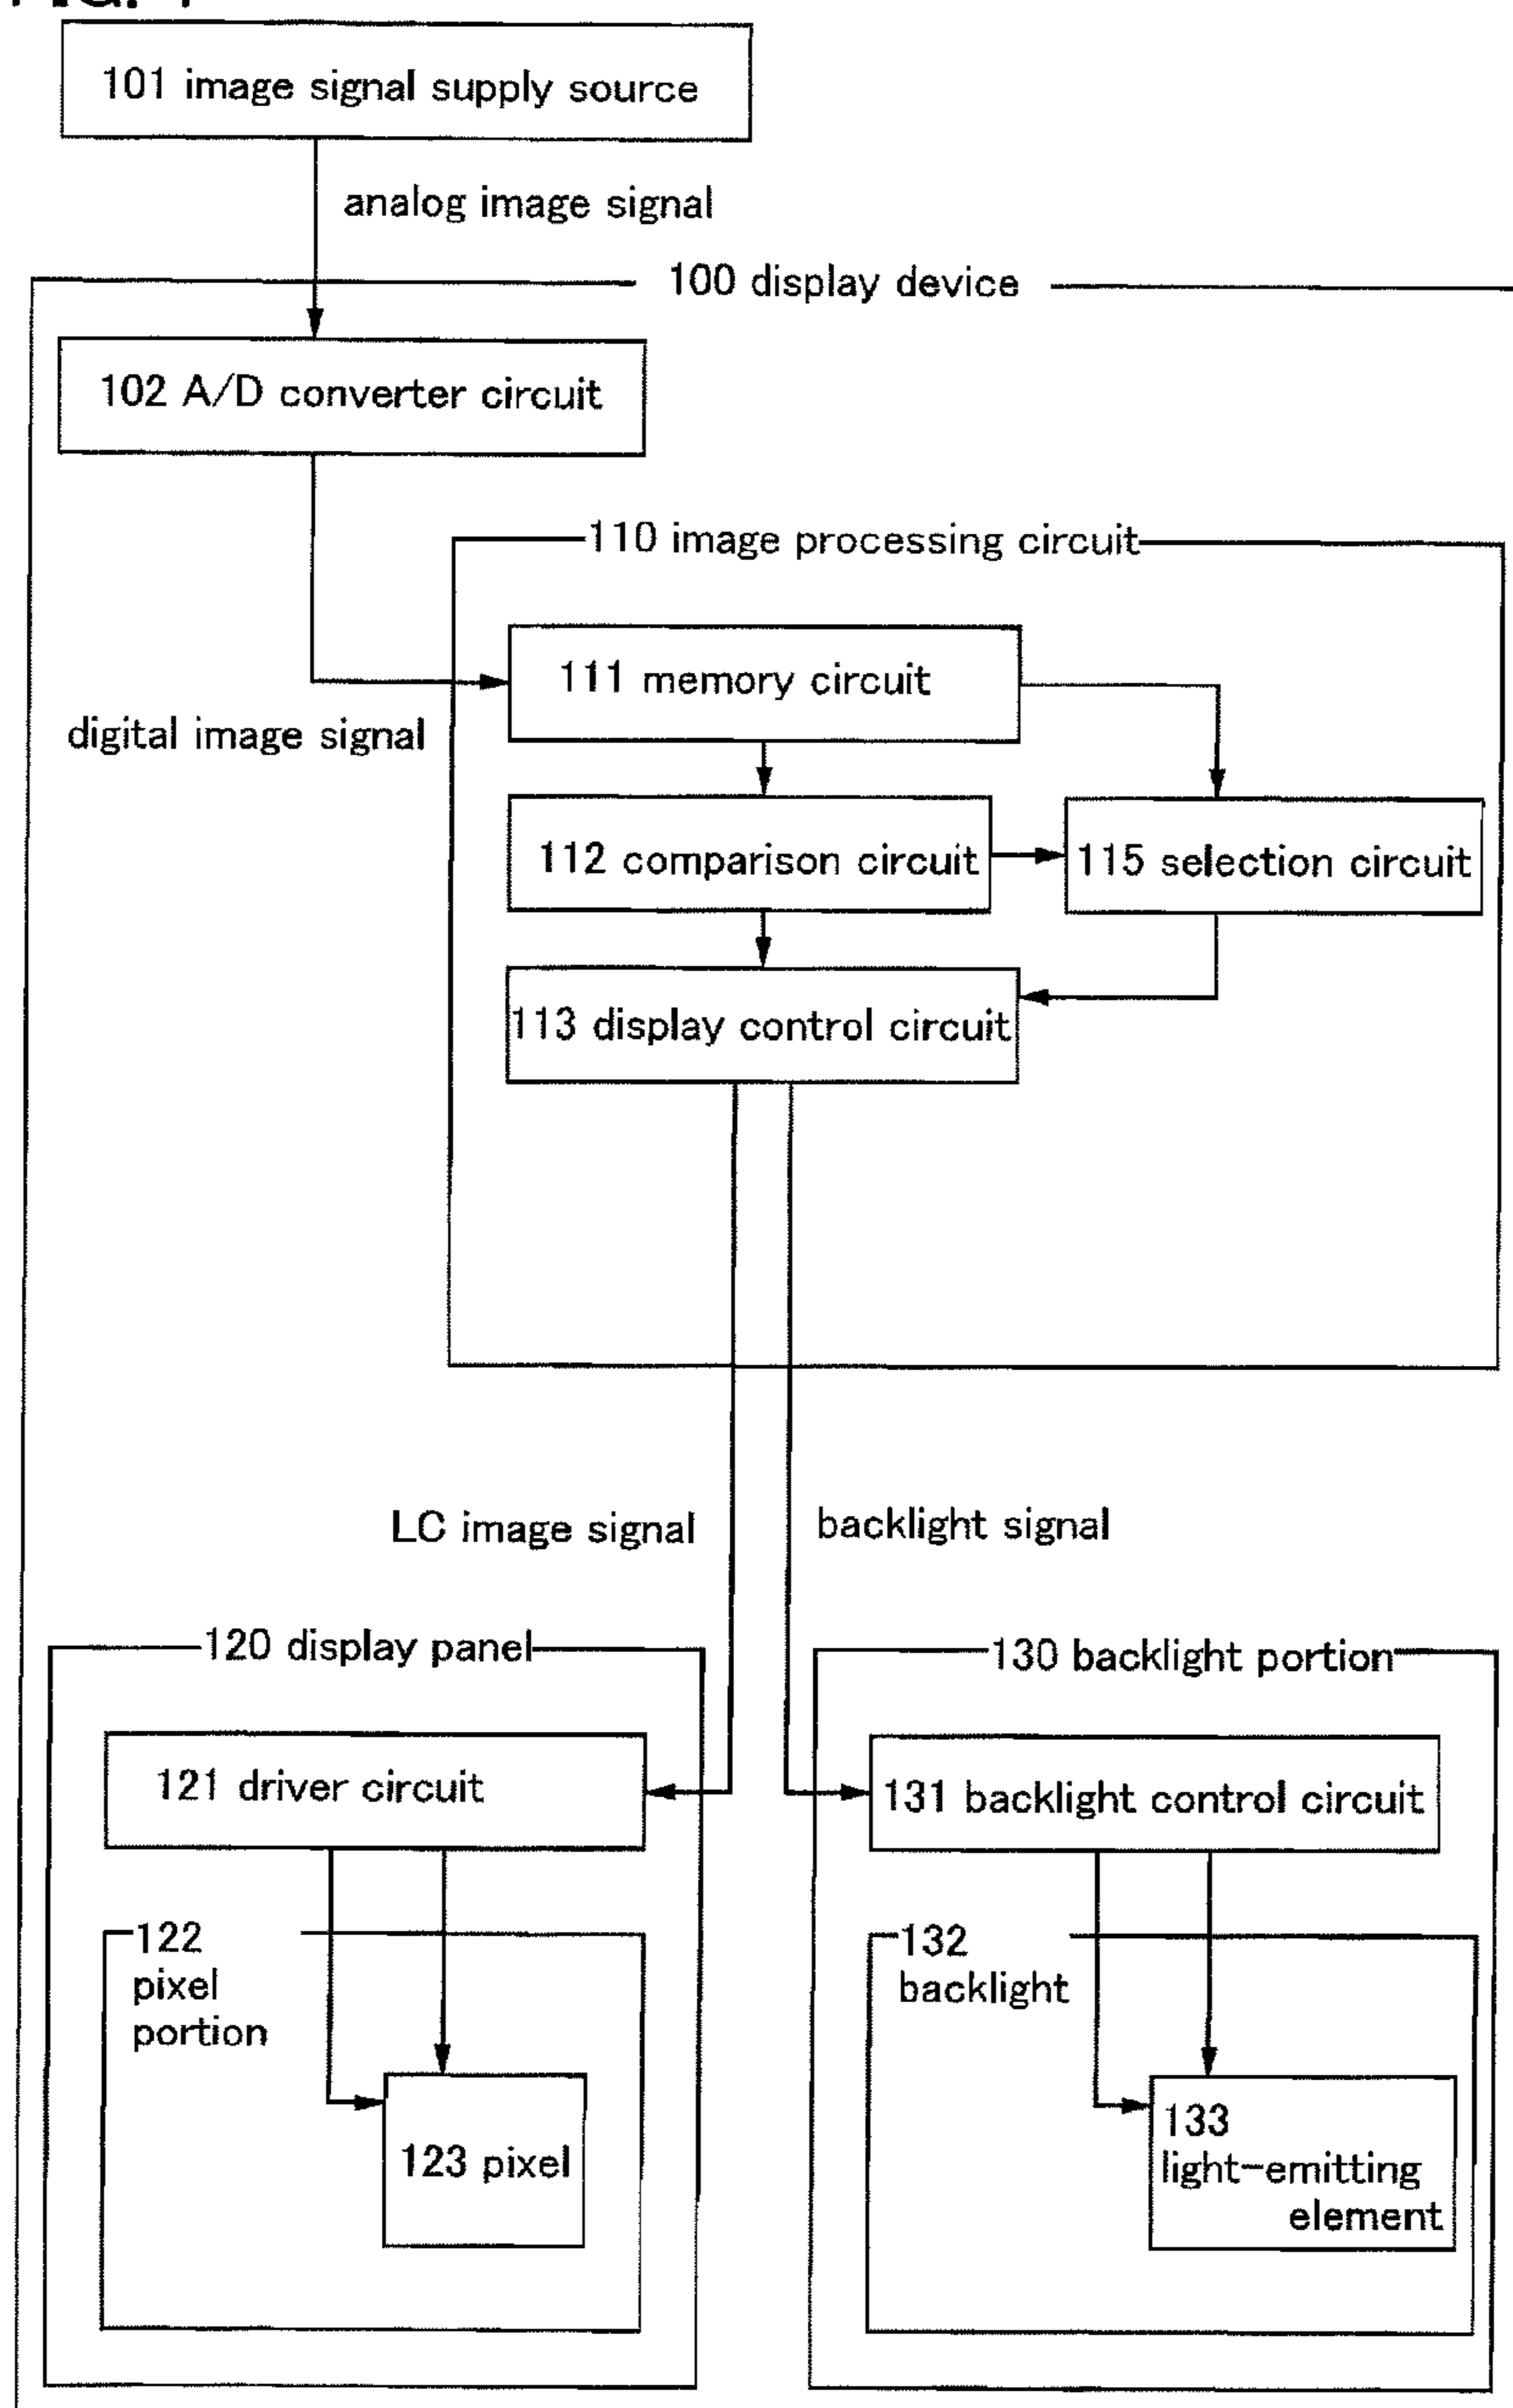 101 image signal supply source
analog image signal
100 display device
102 A/D converter circuit
110 image processing circuit
111 memory circuit
digital image signal
112 comparison circuit
115 selection circuit
113 display control circuit
LC image signal
backlight signal
120 display panel
130 backlight portion
121 driver circuit
131 backlight control circuit
122
pixel
portion
132
backlight
123 pixel
133
light-emitting
element